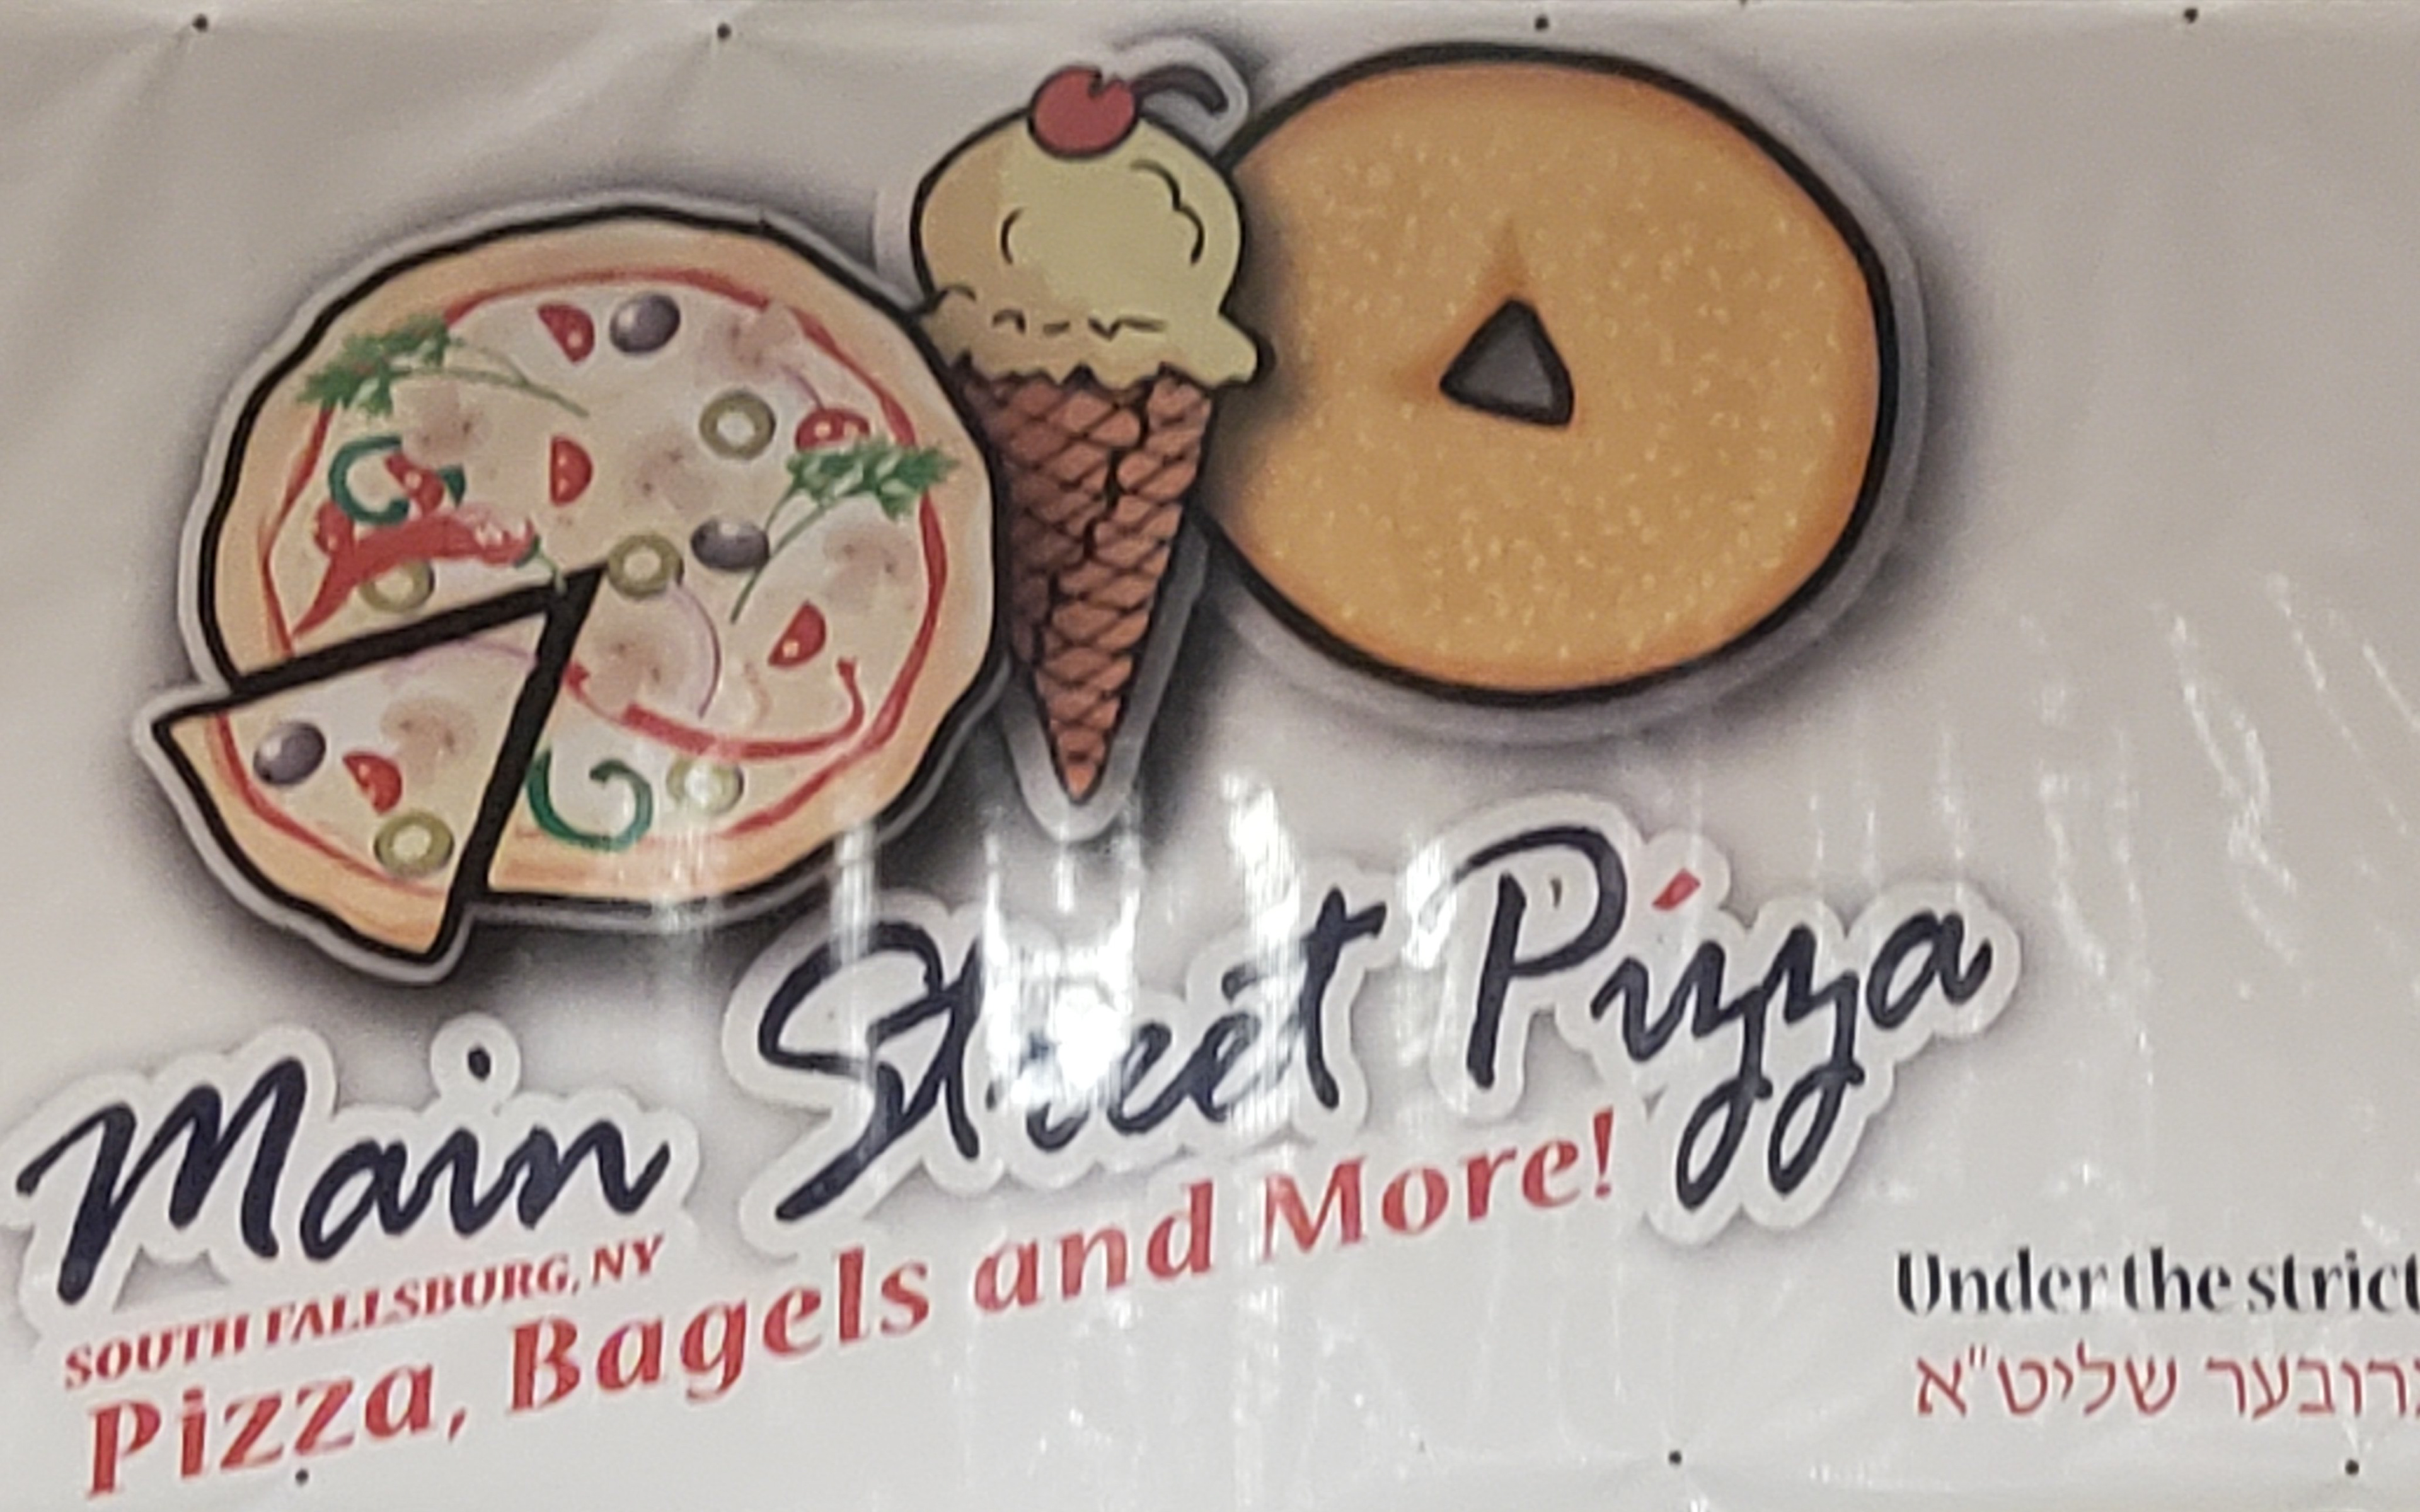 Main Street Pizza
SOUTH FALLSBURG, NY
Pizza, Bagels and More!
Under the strict
שליט"א